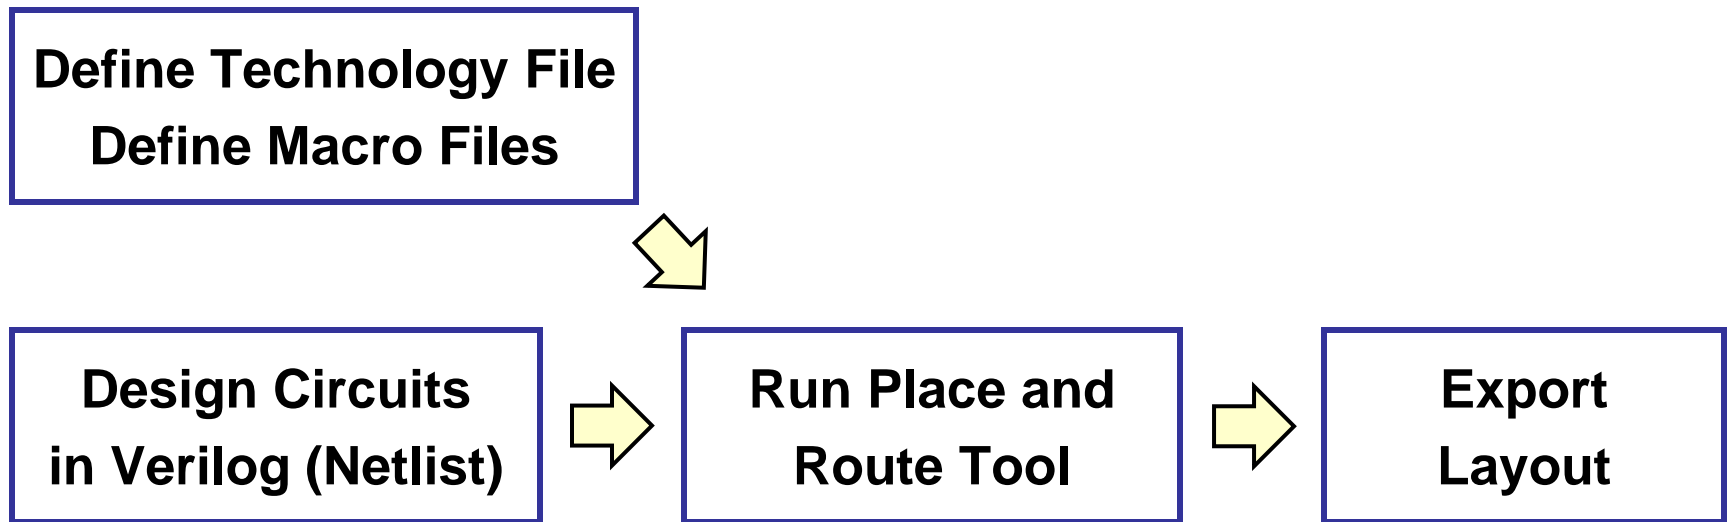 Define Technology File
Define Macro Files
Design Circuits
in Verilog (Netlist)
Run Place and
Route Tool
Export
Layout